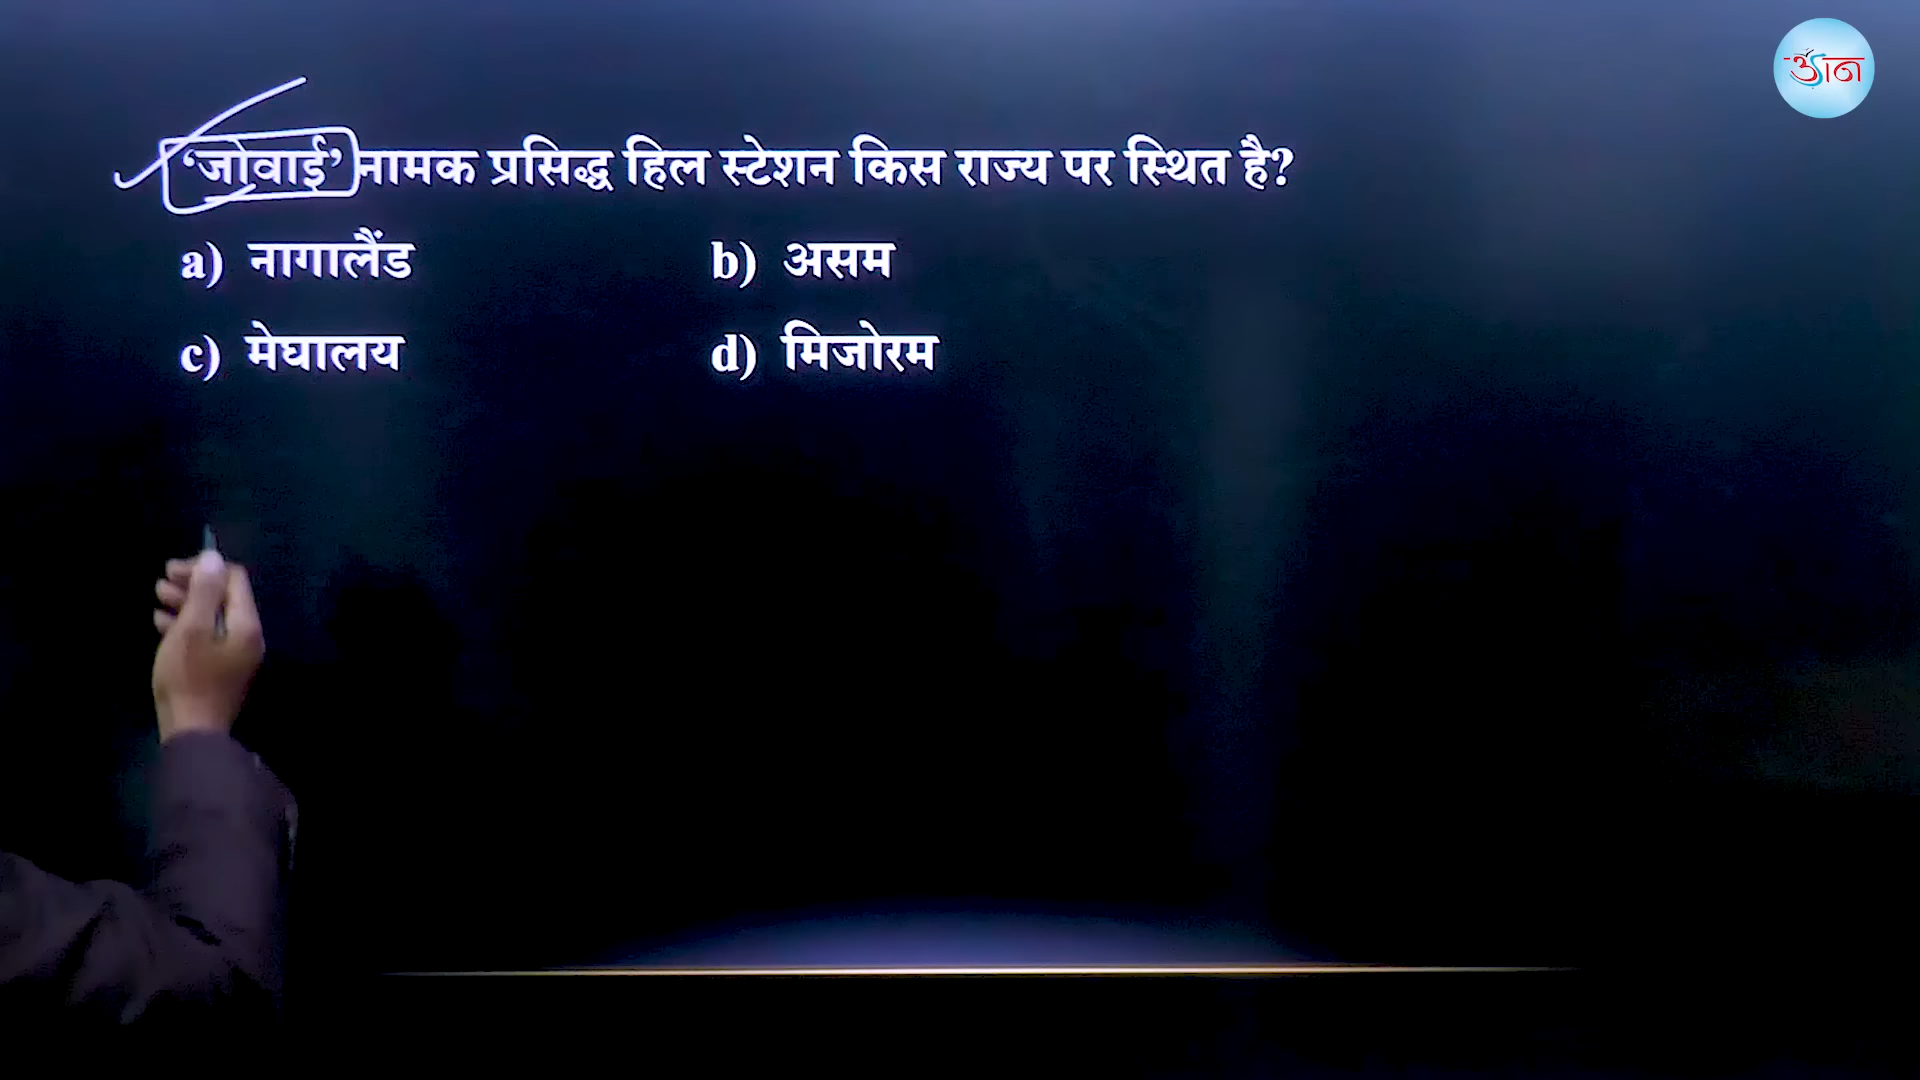 ‘जोवाई’ नामक प्रसिद्ध हिल स्टेशन किस राज्य पर स्थित है?
a) नागालैंड b) असम
c) मेघालय d) मिजोरम